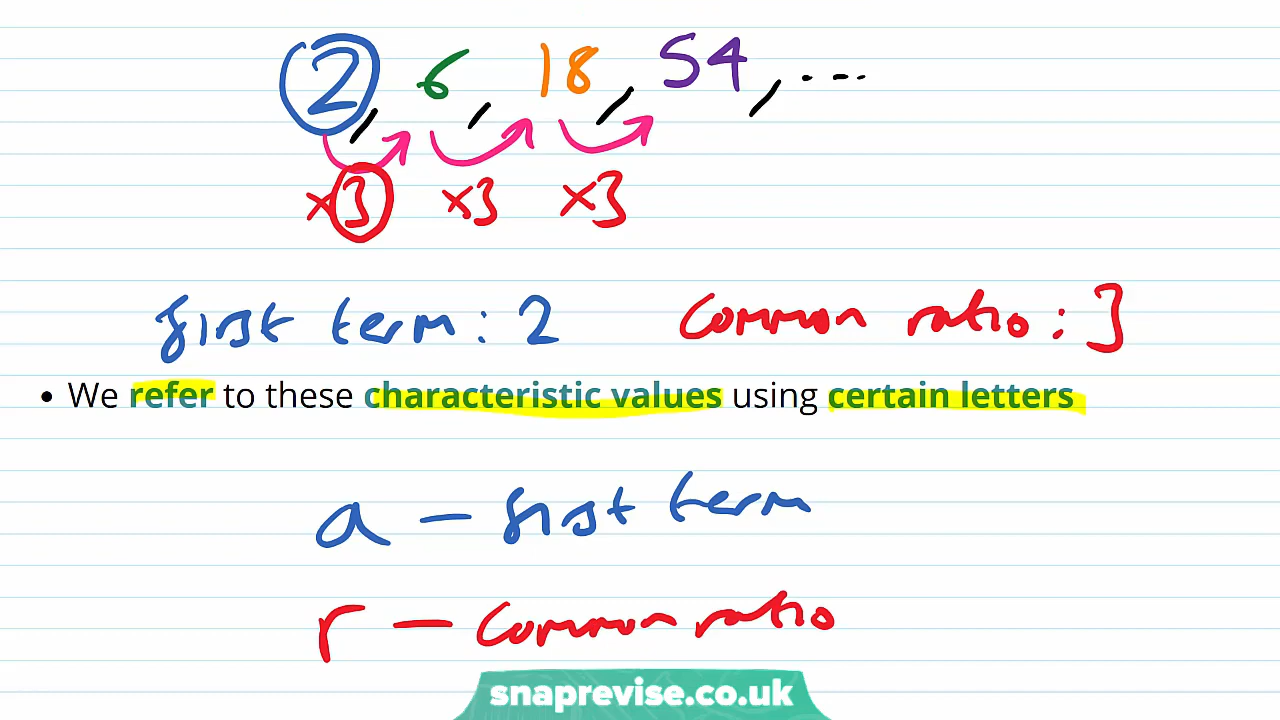 2, 6, 18, 54, ...
×3 ×3 ×3
first term: 2 common ratio: 3
• We refer to these characteristic values using certain letters
a — first term
r — common ratio
snaprevise.co.uk